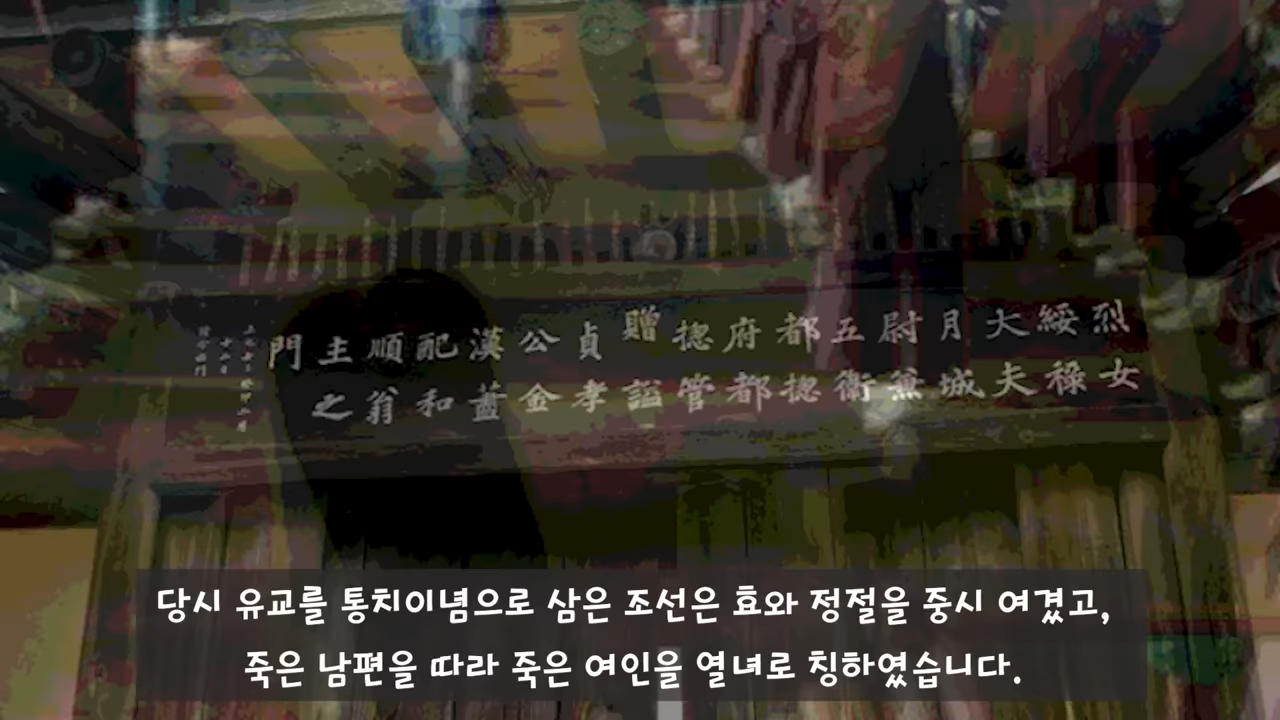 烈女
綏祿
大夫
月城
尉兼
五衛
都摠
府都
摠管
贈諡
貞孝
公金
漢藎
配和
順翁
主之
門
당시 유교를 통치이념으로 삼은 조선은 효와 정절을 중시 여겼고,
죽은 남편을 따라 죽은 여인을 열녀로 칭하였습니다.